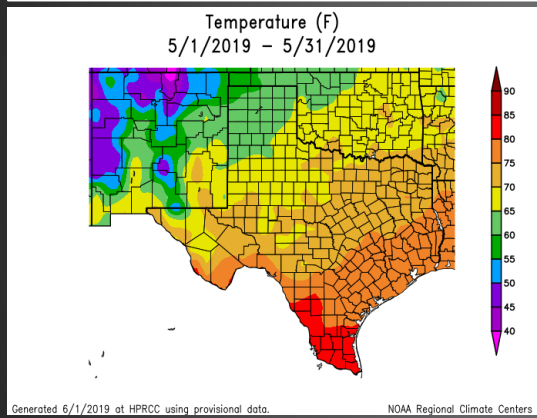 Temperature (F)
5/1/2019 – 5/31/2019
90
85
80
75
70
65
60
55
50
45
40
Generated 6/1/2019 at HPRCC using provisional data.
NOAA Regional Climate Centers